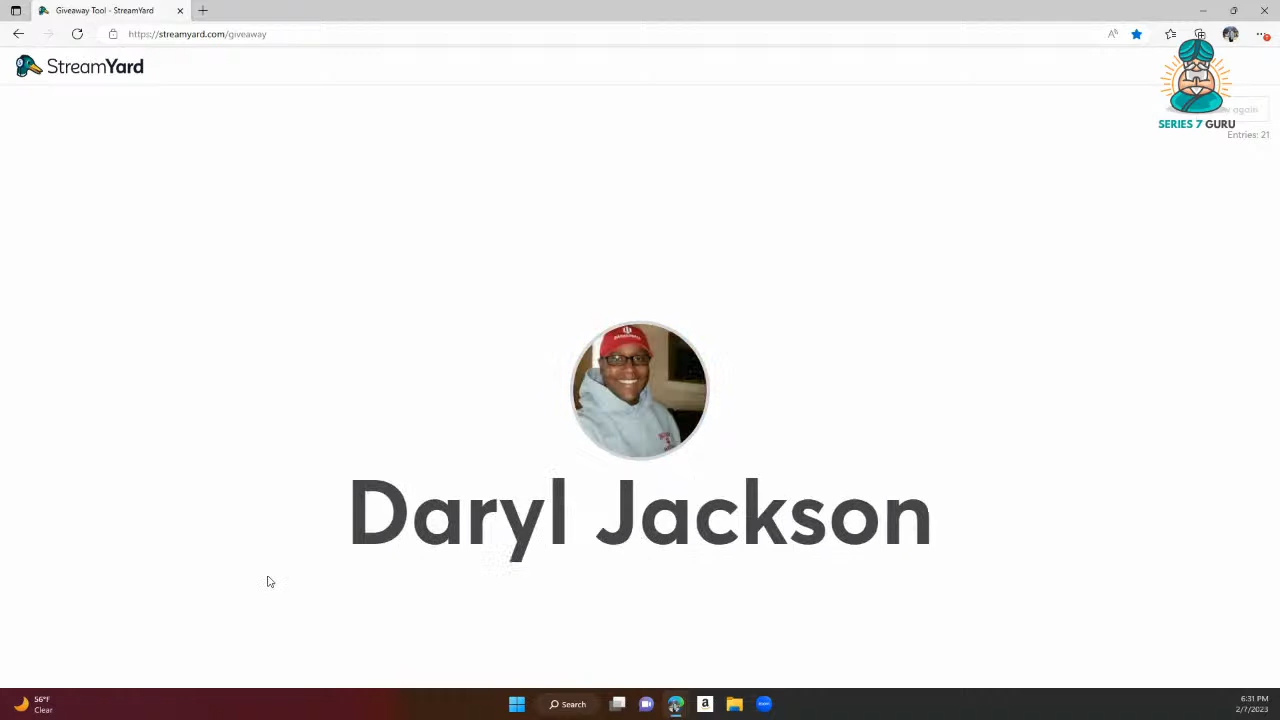 Giveaway Tool - StreamYard
https://streamyard.com/giveaway
StreamYard
again
SERIES 7 GURU
Entries: 21
Daryl Jackson
56°F
Clear
Search
6:31 PM
2/7/2023